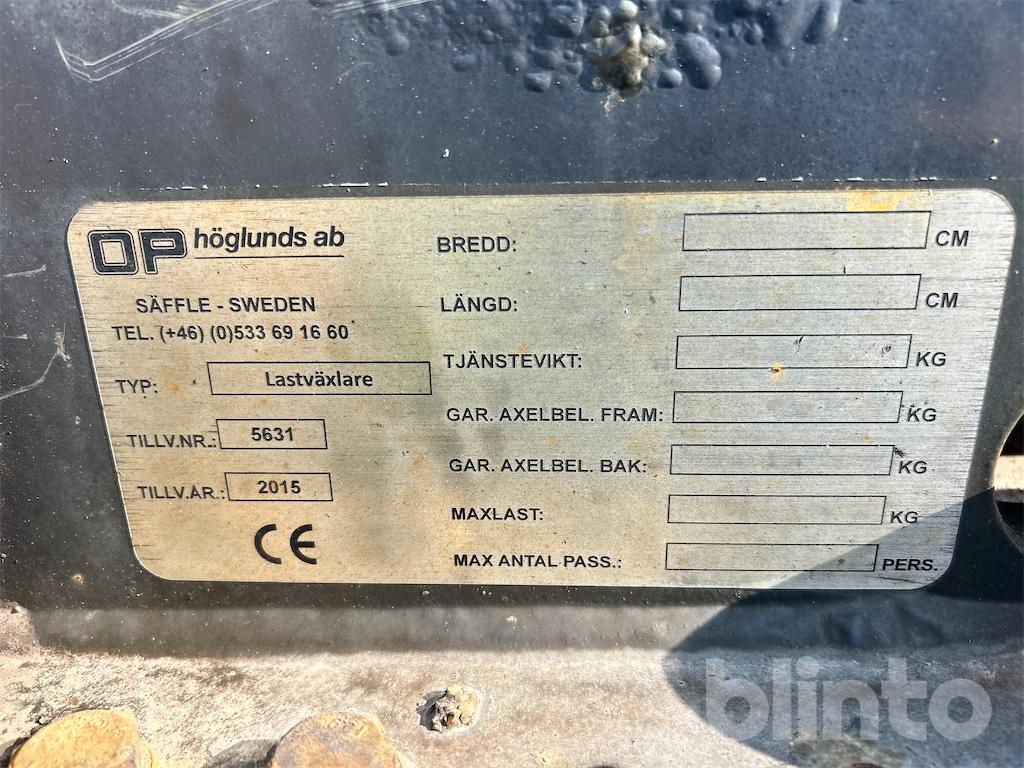 OP höglunds ab
SÄFFLE - SWEDEN
TEL. (+46) (0)533 69 16 60
TYP: Lastväxlare
TILLV.NR.: 5631
TILLV.ÅR.: 2015
CE
BREDD: CM
LÄNGD: CM
TJÄNSTEVIKT: KG
GAR. AXELBEL. FRAM: KG
GAR. AXELBEL. BAK: KG
MAXLAST: KG
MAX ANTAL PASS.: PERS.
blinto